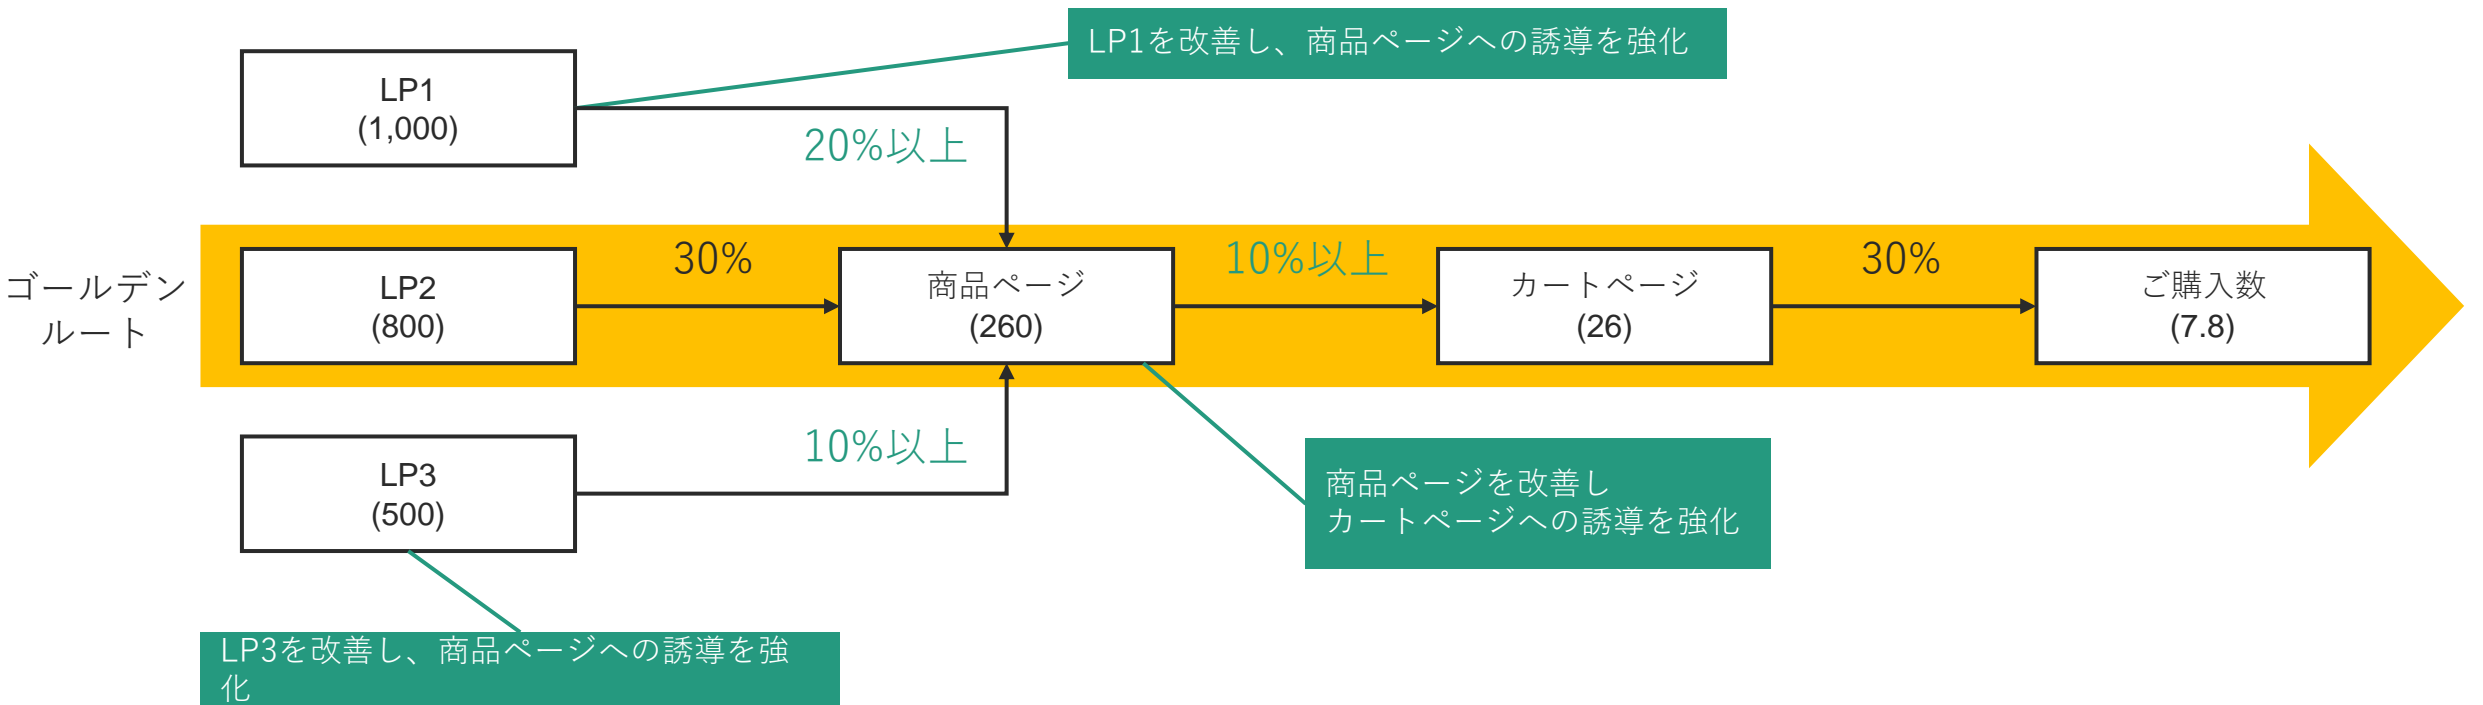 LP1を改善し、商品ページへの誘導を強化
LP1
(1,000)
20%以上
ゴールデン
ルート
LP2
(800)
30%
商品ページ
(260)
10%以上
カートページ
(26)
30%
ご購入数
(7.8)
LP3
(500)
10%以上
商品ページを改善し
カートページへの誘導を強化
LP3を改善し、商品ページへの誘導を強
化